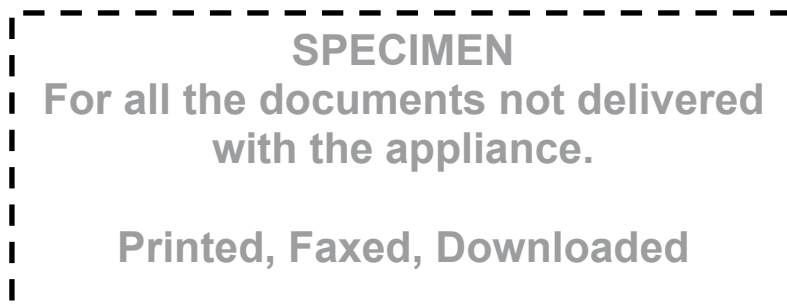 SPECIMEN
For all the documents not delivered
with the appliance.
Printed, Faxed, Downloaded